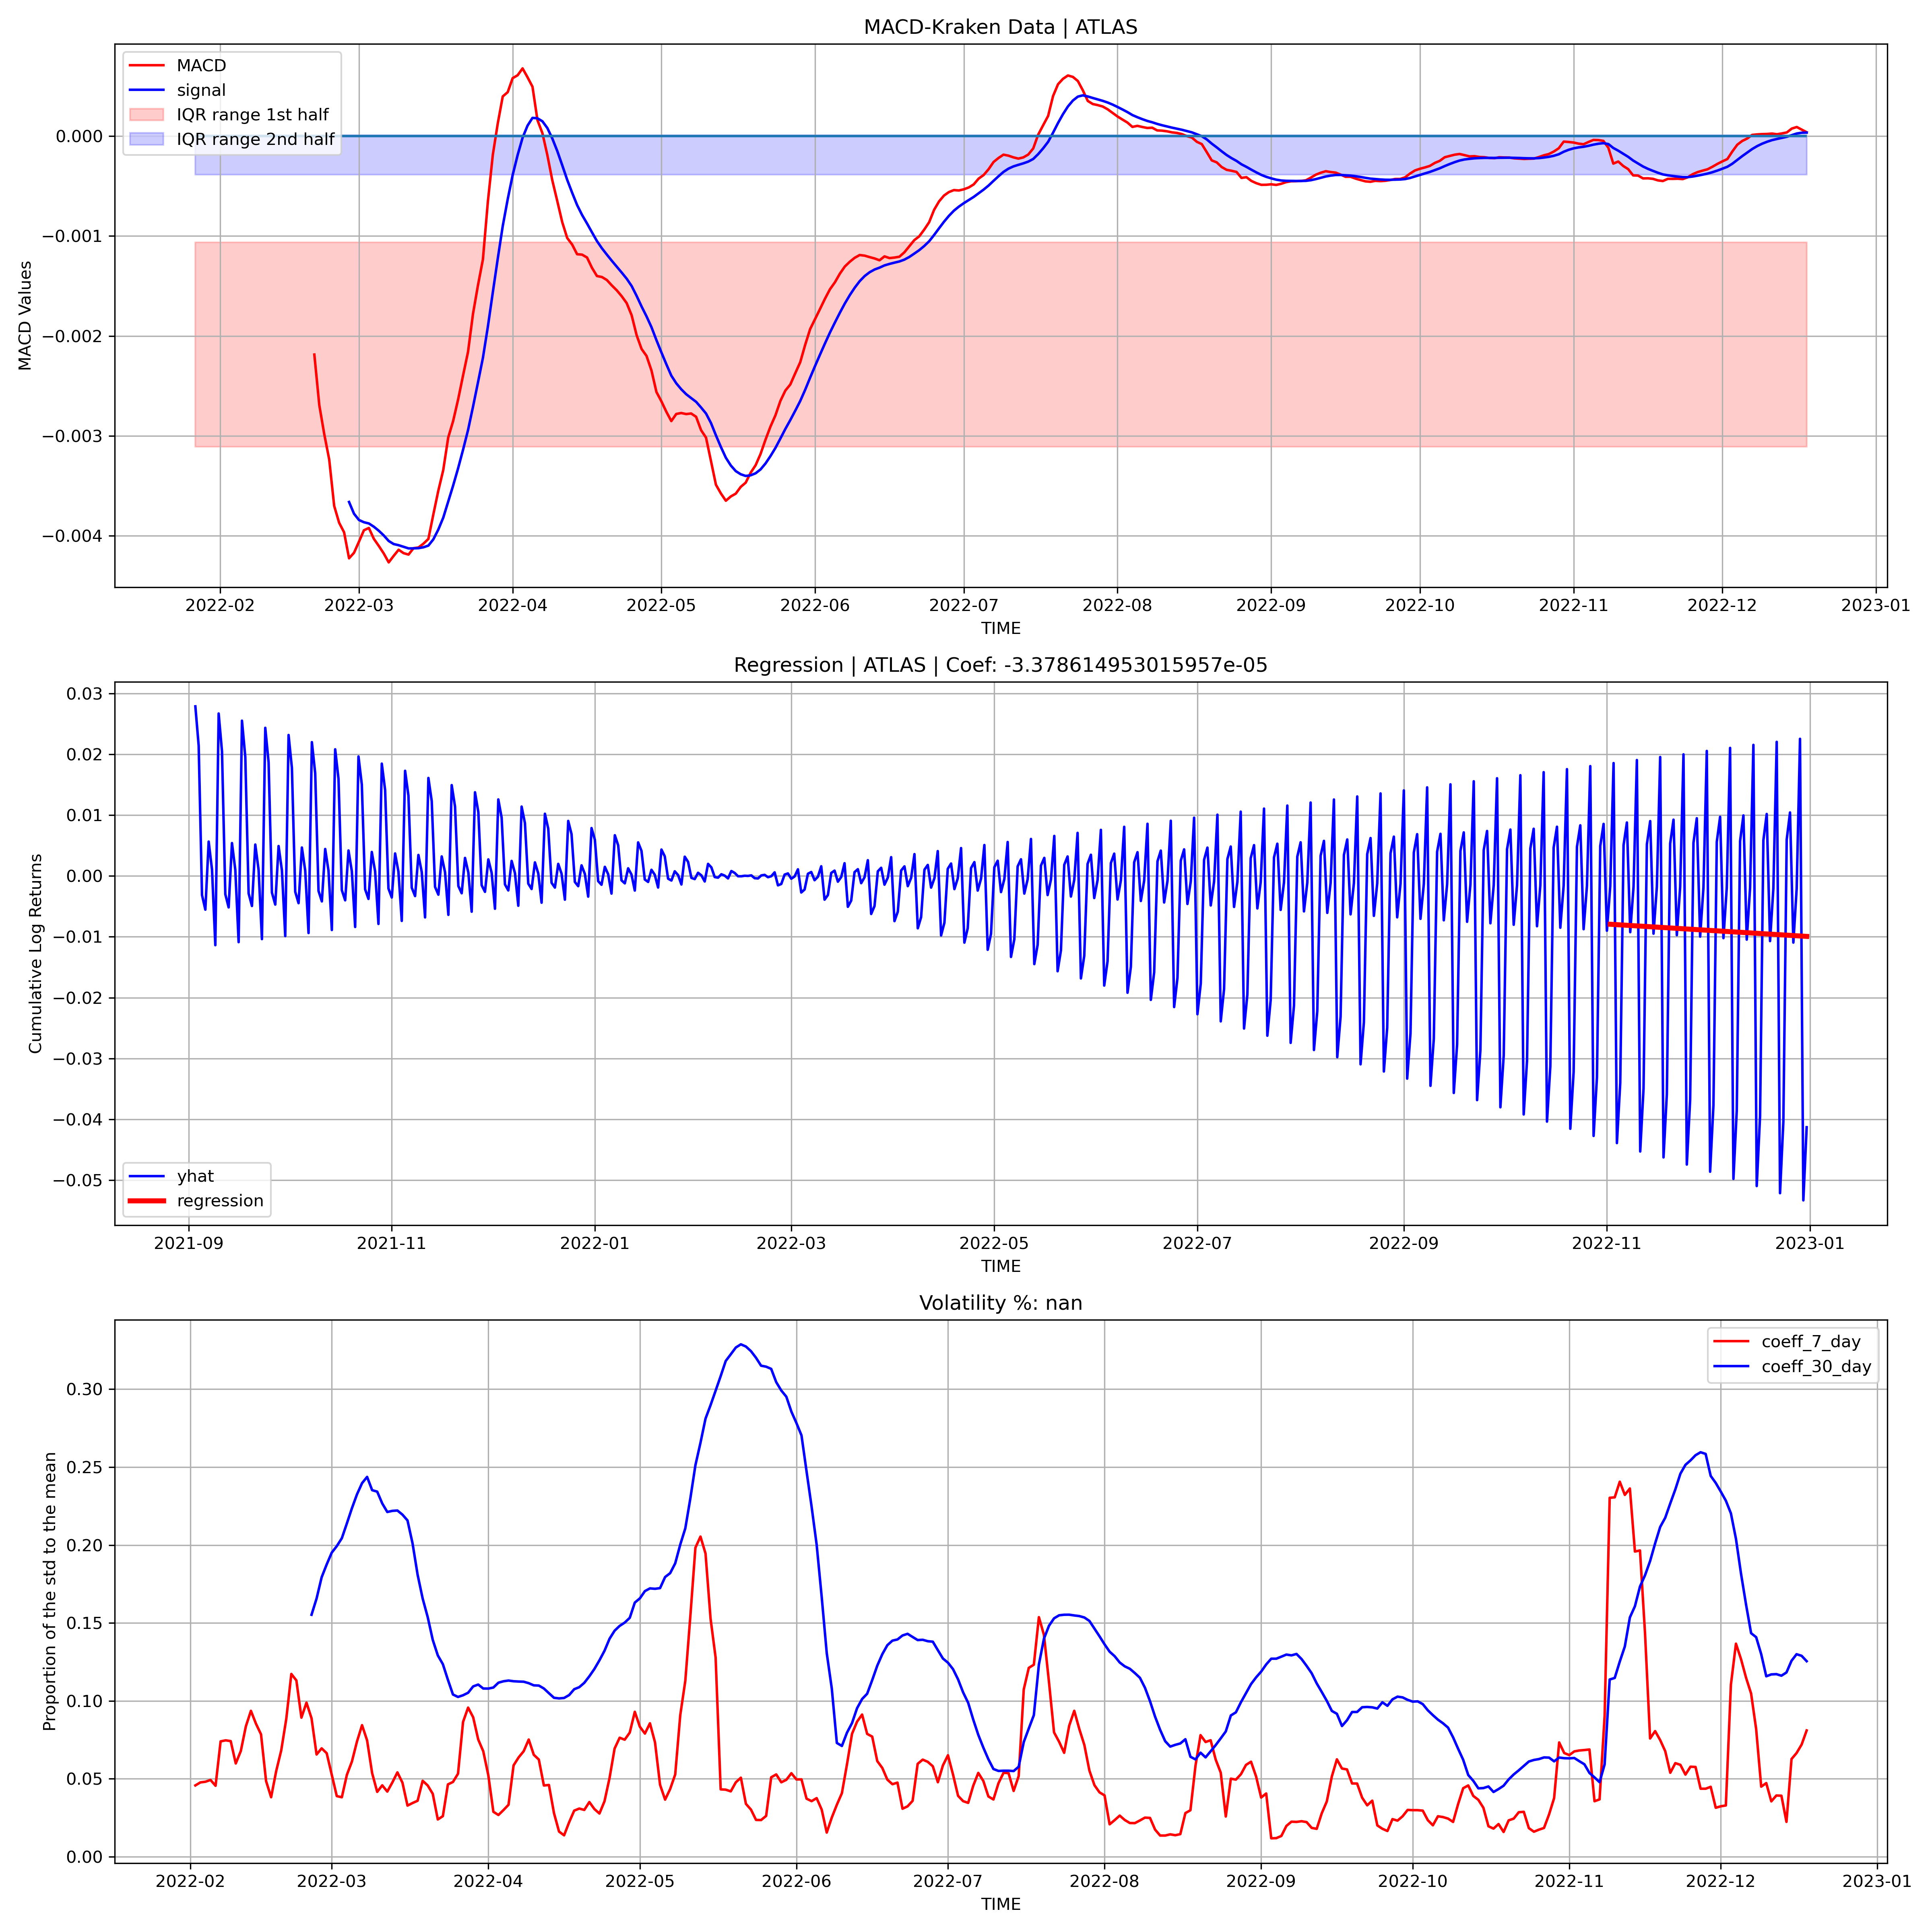 MACD-Kraken Data | ATLAS
MACD
signal
IQR range 1st half
IQR range 2nd half
MACD Values
0.000
−0.001
−0.002
−0.003
−0.004
2022-02 2022-03 2022-04 2022-05 2022-06 2022-07 2022-08 2022-09 2022-10 2022-11 2022-12 2023-01
TIME
Regression | ATLAS | Coef: -3.378614953015957e-05
Cumulative Log Returns
0.03
0.02
0.01
0.00
−0.01
−0.02
−0.03
−0.04
−0.05
yhat
regression
2021-09 2021-11 2022-01 2022-03 2022-05 2022-07 2022-09 2022-11 2023-01
TIME
Volatility %: nan
coeff_7_day
coeff_30_day
Proportion of the std to the mean
0.30
0.25
0.20
0.15
0.10
0.05
0.00
2022-02 2022-03 2022-04 2022-05 2022-06 2022-07 2022-08 2022-09 2022-10 2022-11 2022-12 2023-01
TIME